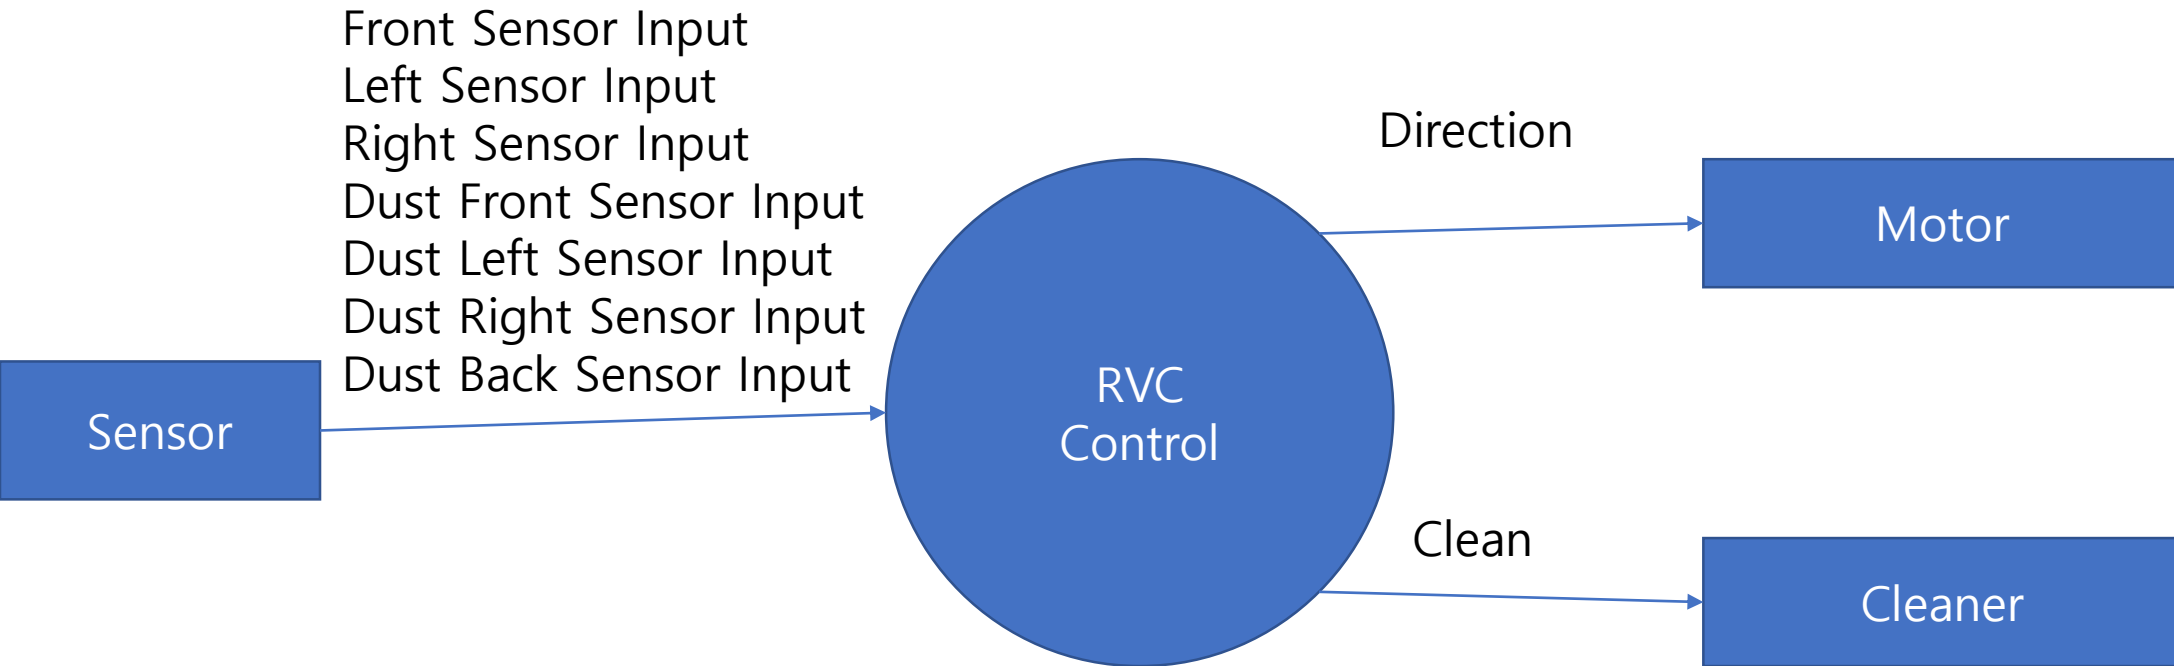 Front Sensor Input
Left Sensor Input
Right Sensor Input
Dust Front Sensor Input
Dust Left Sensor Input
Dust Right Sensor Input
Dust Back Sensor Input
Sensor
RVC
Control
Direction
Motor
Clean
Cleaner